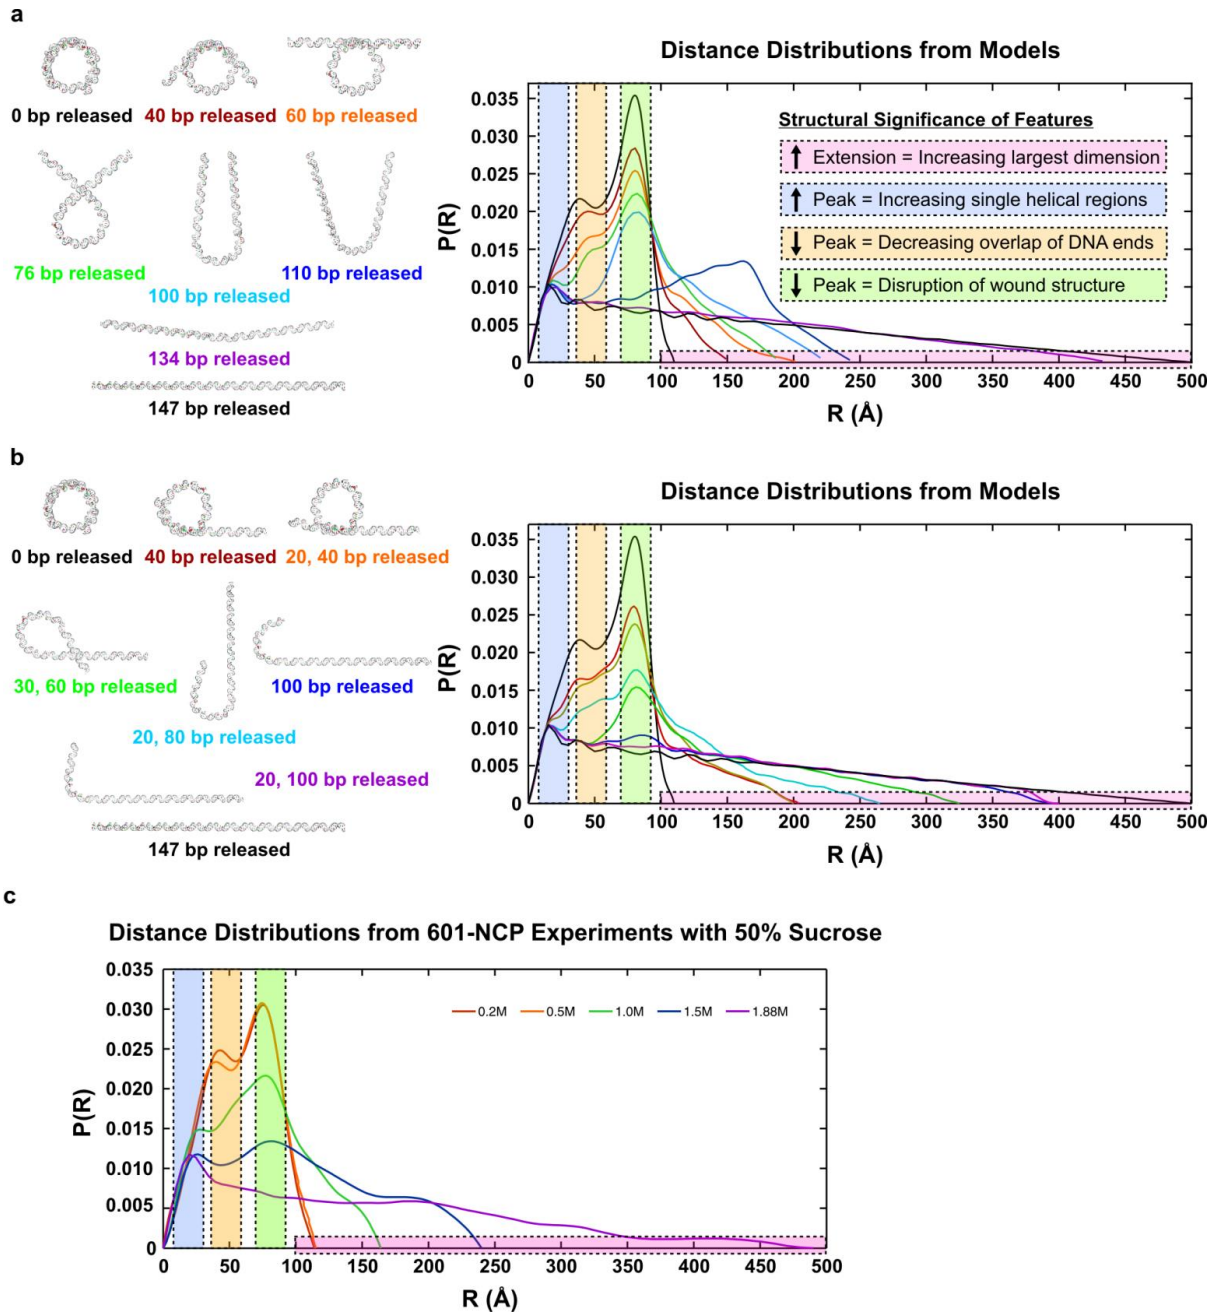 a
0 bp released
40 bp released
60 bp released
76 bp released
100 bp released
110 bp released
134 bp released
147 bp released
Distance Distributions from Models
P(R)
0.035
0.030
0.025
0.020
0.015
0.010
0.005
0
0 50 100 150 200 250 300 350 400 450 500
R (Å)
Structural Significance of Features
↑ Extension = Increasing largest dimension
↑ Peak = Increasing single helical regions
↓ Peak = Decreasing overlap of DNA ends
↓ Peak = Disruption of wound structure
b
0 bp released
40 bp released
20, 40 bp released
30, 60 bp released
20, 80 bp released
100 bp released
20, 100 bp released
147 bp released
Distance Distributions from Models
P(R)
0.035
0.030
0.025
0.020
0.015
0.010
0.005
0
0 50 100 150 200 250 300 350 400 450 500
R (Å)
c
Distance Distributions from 601-NCP Experiments with 50% Sucrose
P(R)
0.035
0.030
0.025
0.020
0.015
0.010
0.005
0
0.2M 0.5M 1.0M 1.5M 1.88M
0 50 100 150 200 250 300 350 400 450 500
R (Å)